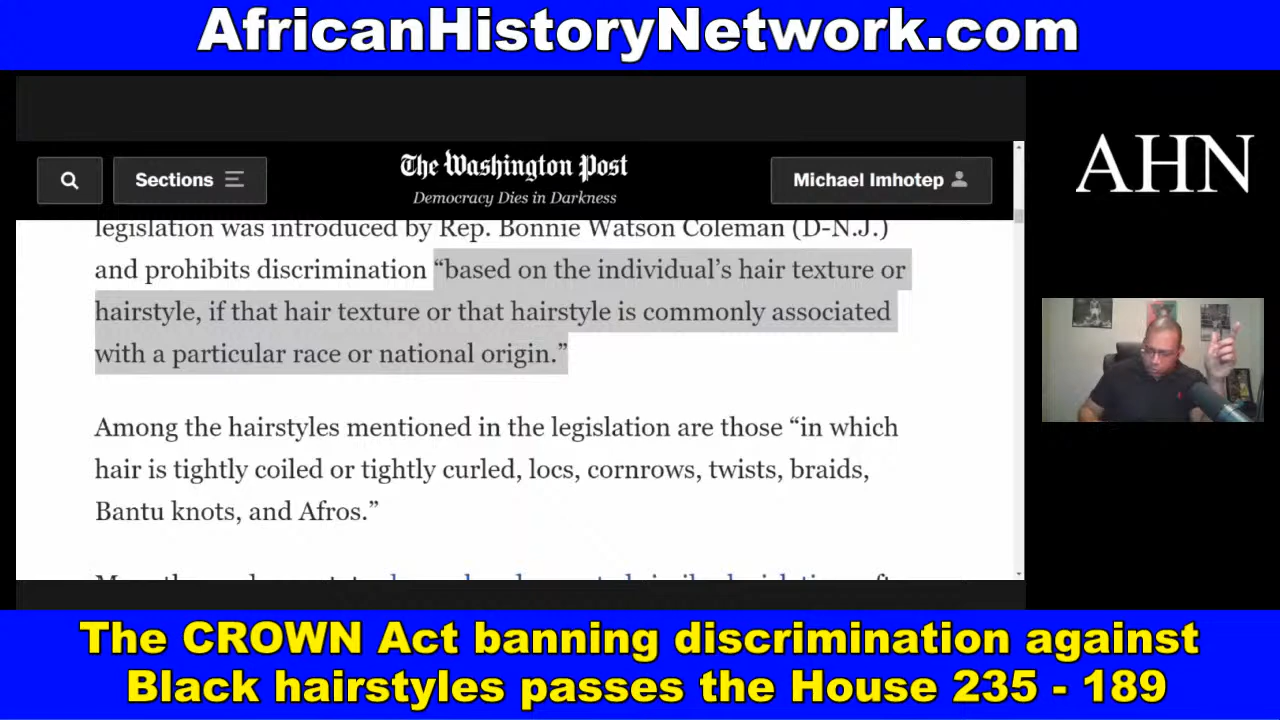 AfricanHistoryNetwork.com
AHN
Sections
The Washington Post
Democracy Dies in Darkness
Michael Imhotep
legislation was introduced by Rep. Bonnie Watson Coleman (D-N.J.)
and prohibits discrimination “based on the individual’s hair texture or
hairstyle, if that hair texture or that hairstyle is commonly associated
with a particular race or national origin.”
Among the hairstyles mentioned in the legislation are those “in which
hair is tightly coiled or tightly curled, locs, cornrows, twists, braids,
Bantu knots, and Afros.”
The CROWN Act banning discrimination against
Black hairstyles passes the House 235 - 189